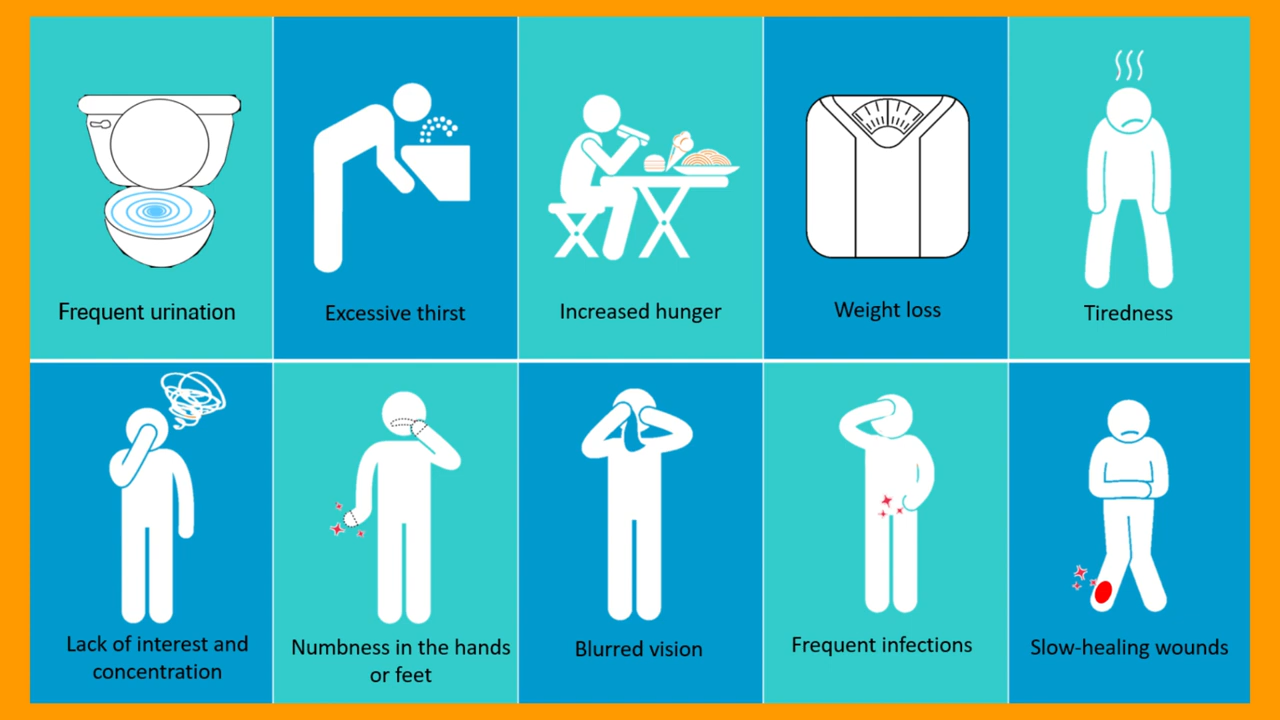 Frequent urination
Excessive thirst
Increased hunger
Weight loss
Tiredness
Lack of interest and
concentration
Numbness in the hands
or feet
Blurred vision
Frequent infections
Slow-healing wounds